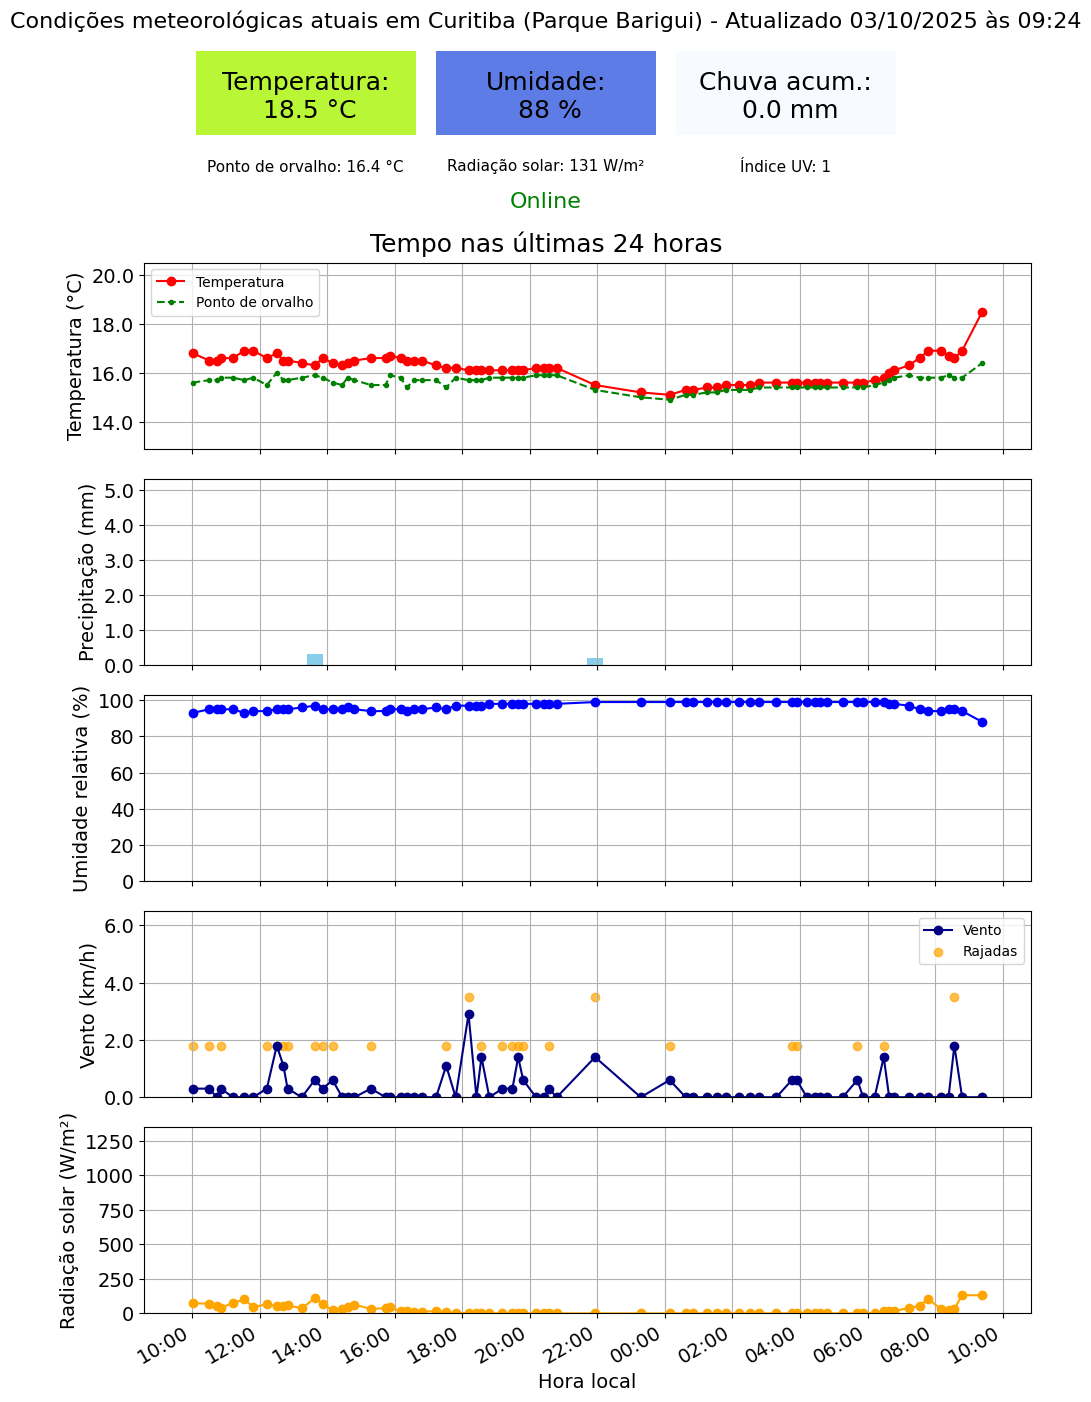 Condições meteorológicas atuais em Curitiba (Parque Barigui) - Atualizado 03/10/2025 às 09:24
Temperatura:
18.5 °C
Umidade:
88 %
Chuva acum.:
0.0 mm
Ponto de orvalho: 16.4 °C
Radiação solar: 131 W/m²
Índice UV: 1
Online
Tempo nas últimas 24 horas
Temperatura (°C)
20.0
18.0
16.0
14.0
Temperatura
Ponto de orvalho
Precipitação (mm)
5.0
4.0
3.0
2.0
1.0
0.0
Umidade relativa (%)
100
80
60
40
20
0
Vento (km/h)
6.0
4.0
2.0
0.0
Vento
Rajadas
Radiação solar (W/m²)
1250
1000
750
500
250
0
10:00
12:00
14:00
16:00
18:00
20:00
22:00
00:00
02:00
04:00
06:00
08:00
10:00
Hora local